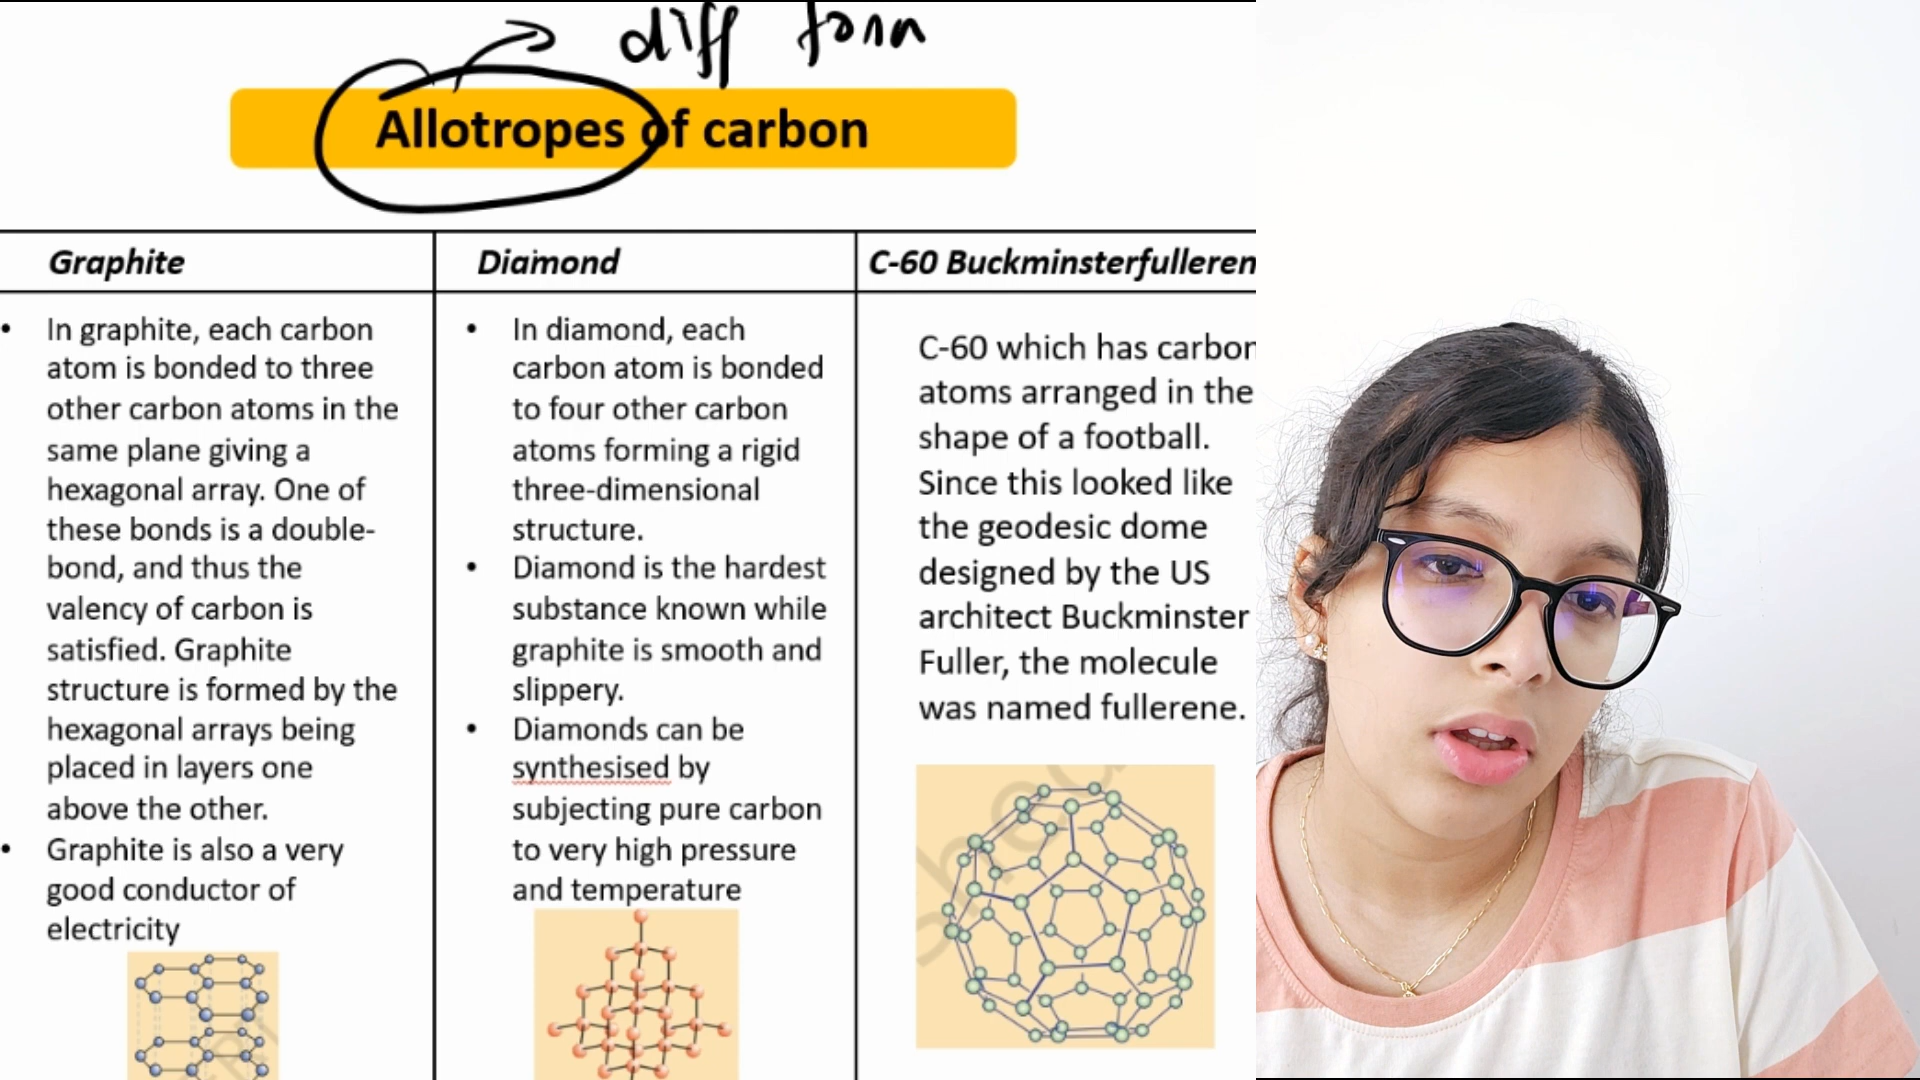 diff form
Allotropes of carbon
Graphite
In graphite, each carbon
atom is bonded to three
other carbon atoms in the
same plane giving a
hexagonal array. One of
these bonds is a double-
bond, and thus the
valency of carbon is
satisfied. Graphite
structure is formed by the
hexagonal arrays being
placed in layers one
above the other.
Graphite is also a very
good conductor of
electricity
Diamond
In diamond, each
carbon atom is bonded
to four other carbon
atoms forming a rigid
three-dimensional
structure.
Diamond is the hardest
substance known while
graphite is smooth and
slippery.
Diamonds can be
synthesised by
subjecting pure carbon
to very high pressure
and temperature
C-60 Buckminsterfulleren
C-60 which has carbon
atoms arranged in the
shape of a football.
Since this looked like
the geodesic dome
designed by the US
architect Buckminster
Fuller, the molecule
was named fullerene.